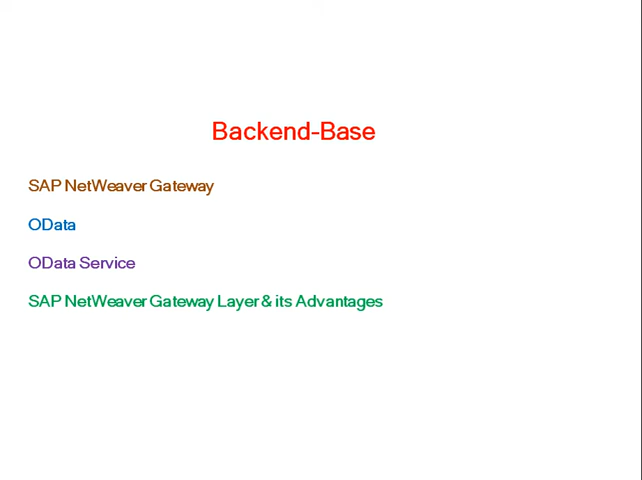 Backend-Base
SAP NetWeaver Gateway
OData
OData Service
SAP NetWeaver Gateway Layer & its Advantages